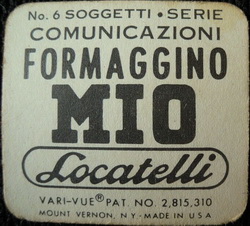 No. 6 SOGGETTI • SERIE
COMUNICAZIONI
FORMAGGINO
MIO
Locatelli
VARI-VUE® PAT. NO. 2,815,310
MOUNT VERNON, N.Y.-MADE IN U.S.A